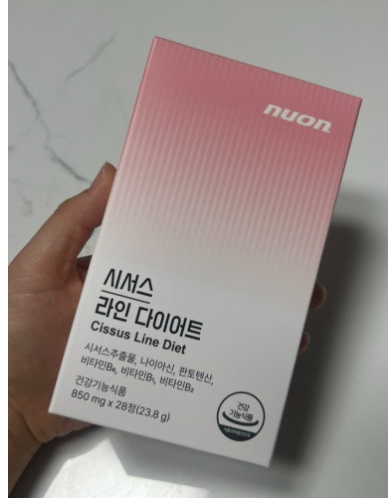 nuon
시서스
라인 다이어트
Cissus Line Diet
시서스추출물, 나이아신, 판토텐산,
비타민B₆, 비타민B₁, 비타민B₂
건강기능식품
850 mg x 28정(23.8 g)
건강
기능식품